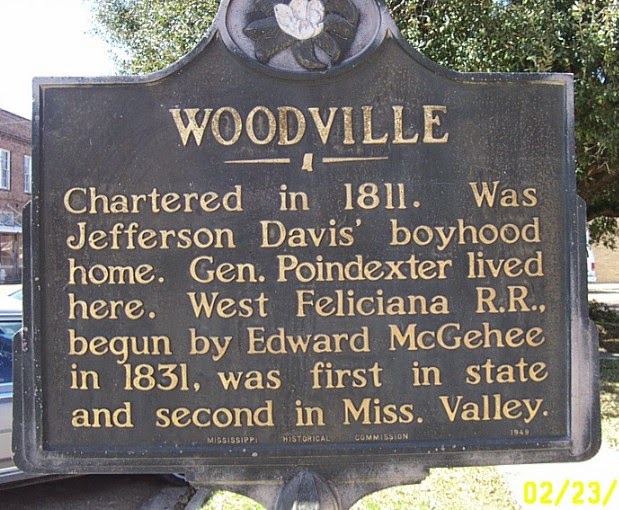 WOODVILLE
Chartered in 1811. Was
Jefferson Davis' boyhood
home. Gen. Poindexter lived
here. West Feliciana R.R.,
begun by Edward McGehee
in 1831, was first in state
and second in Miss. Valley.
MISSISSIPPI HISTORICAL COMMISSION 1949
02/23/